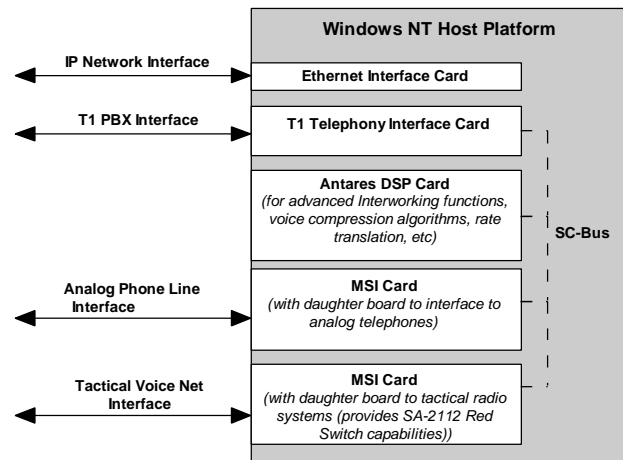 Windows NT Host Platform
IP Network Interface
Ethernet Interface Card
T1 PBX Interface
T1 Telephony Interface Card
Antares DSP Card
(for advanced Interworking functions,
voice compression algorithms, rate
translation, etc)
SC-Bus
Analog Phone Line
Interface
MSI Card
(with daughter board to interface to
analog telephones)
Tactical Voice Net
Interface
MSI Card
(with daughter board to tactical radio
systems (provides SA-2112 Red
Switch capabilities))